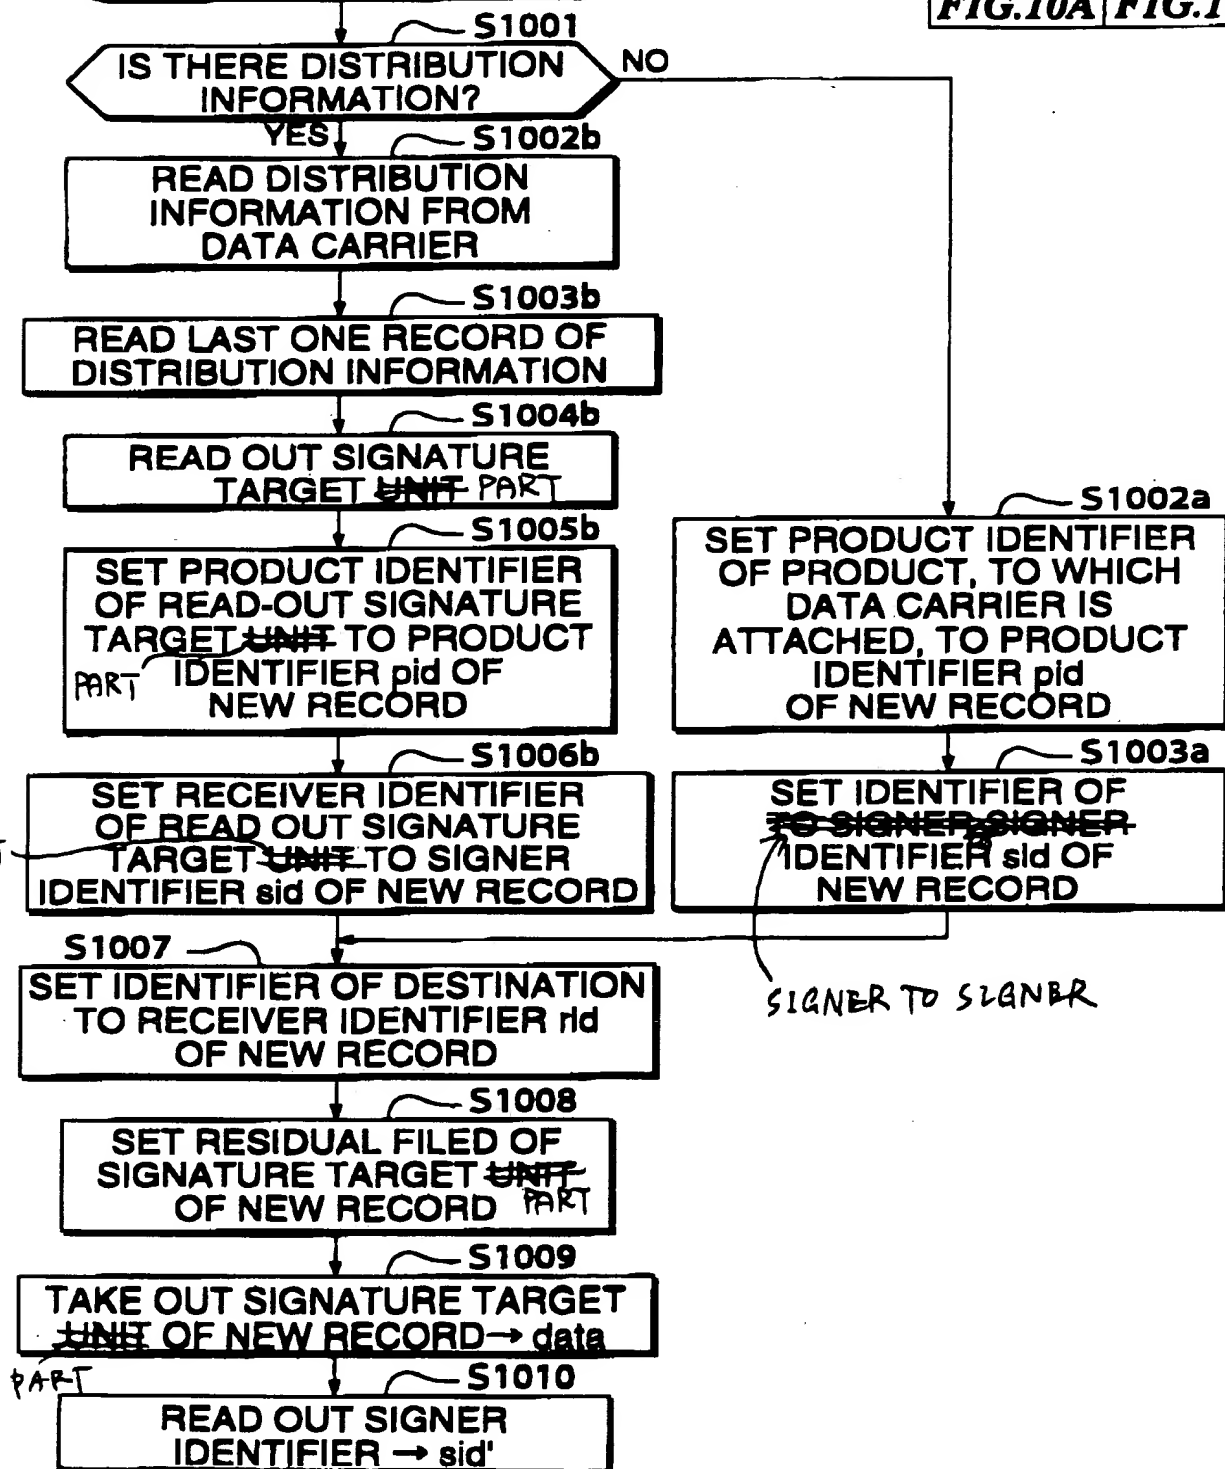 FIG.10A FIG.1
S1001
IS THERE DISTRIBUTION
INFORMATION?
NO
YES
S1002b
READ DISTRIBUTION
INFORMATION FROM
DATA CARRIER
S1003b
READ LAST ONE RECORD OF
DISTRIBUTION INFORMATION
S1004b
READ OUT SIGNATURE
TARGET UNIT PART
S1005b
SET PRODUCT IDENTIFIER
OF READ-OUT SIGNATURE
TARGET UNIT TO PRODUCT
PART
IDENTIFIER pid OF
NEW RECORD
S1006b
SET RECEIVER IDENTIFIER
OF READ OUT SIGNATURE
TARGET UNIT TO SIGNER
IDENTIFIER sid OF NEW RECORD
S1002a
SET PRODUCT IDENTIFIER
OF PRODUCT, TO WHICH
DATA CARRIER IS
ATTACHED, TO PRODUCT
IDENTIFIER pid
OF NEW RECORD
S1003a
SET IDENTIFIER OF
TO SIGNER SIGNER
IDENTIFIER sid OF
NEW RECORD
SIGNER TO SIGNER
S1007
SET IDENTIFIER OF DESTINATION
TO RECEIVER IDENTIFIER rid
OF NEW RECORD
S1008
SET RESIDUAL FILED OF
SIGNATURE TARGET UNIT
OF NEW RECORD PART
S1009
TAKE OUT SIGNATURE TARGET
UNIT OF NEW RECORD→ data
PART
S1010
READ OUT SIGNER
IDENTIFIER → sid'